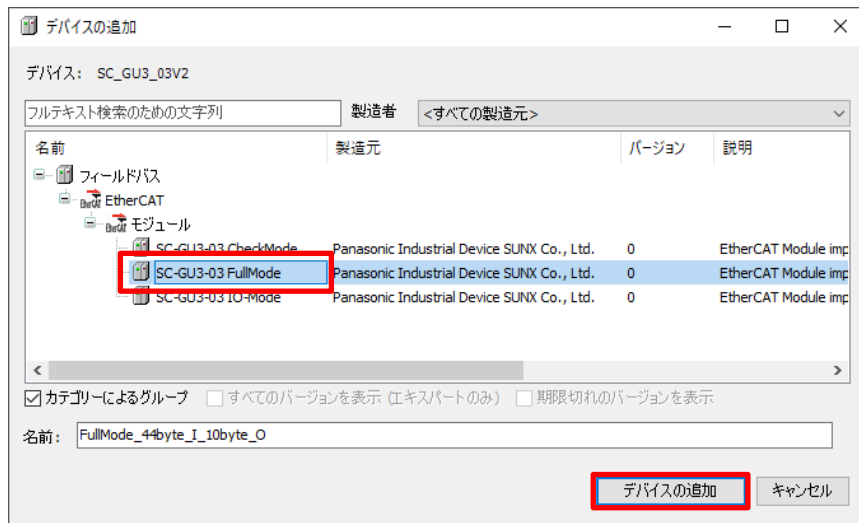 デバイスの追加
デバイス: SC_GU3_03V2
フルテキスト検索のための文字列 製造者 <すべての製造元>
名前 製造元 バージョン 説明
フィールドバス
EtherCAT
モジュール
SC-GU3-03 CheckMode Panasonic Industrial Device SUNX Co., Ltd. 0 EtherCAT Module imp
SC-GU3-03 FullMode Panasonic Industrial Device SUNX Co., Ltd. 0 EtherCAT Module imp
SC-GU3-03 IO-Mode Panasonic Industrial Device SUNX Co., Ltd. 0 EtherCAT Module imp
カテゴリーによるグループ すべてのバージョンを表示 (エキスパートのみ) 期限切れのバージョンを表示
名前: FullMode_44byte_I_10byte_O
デバイスの追加 キャンセル